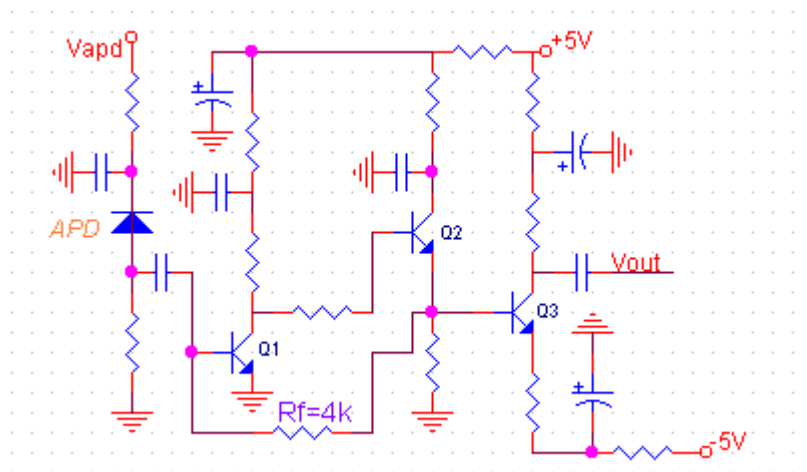 Vapd
+5V
+
+
APD
Q2
Vout
Q3
Q1
+
Rf=4k
-5V